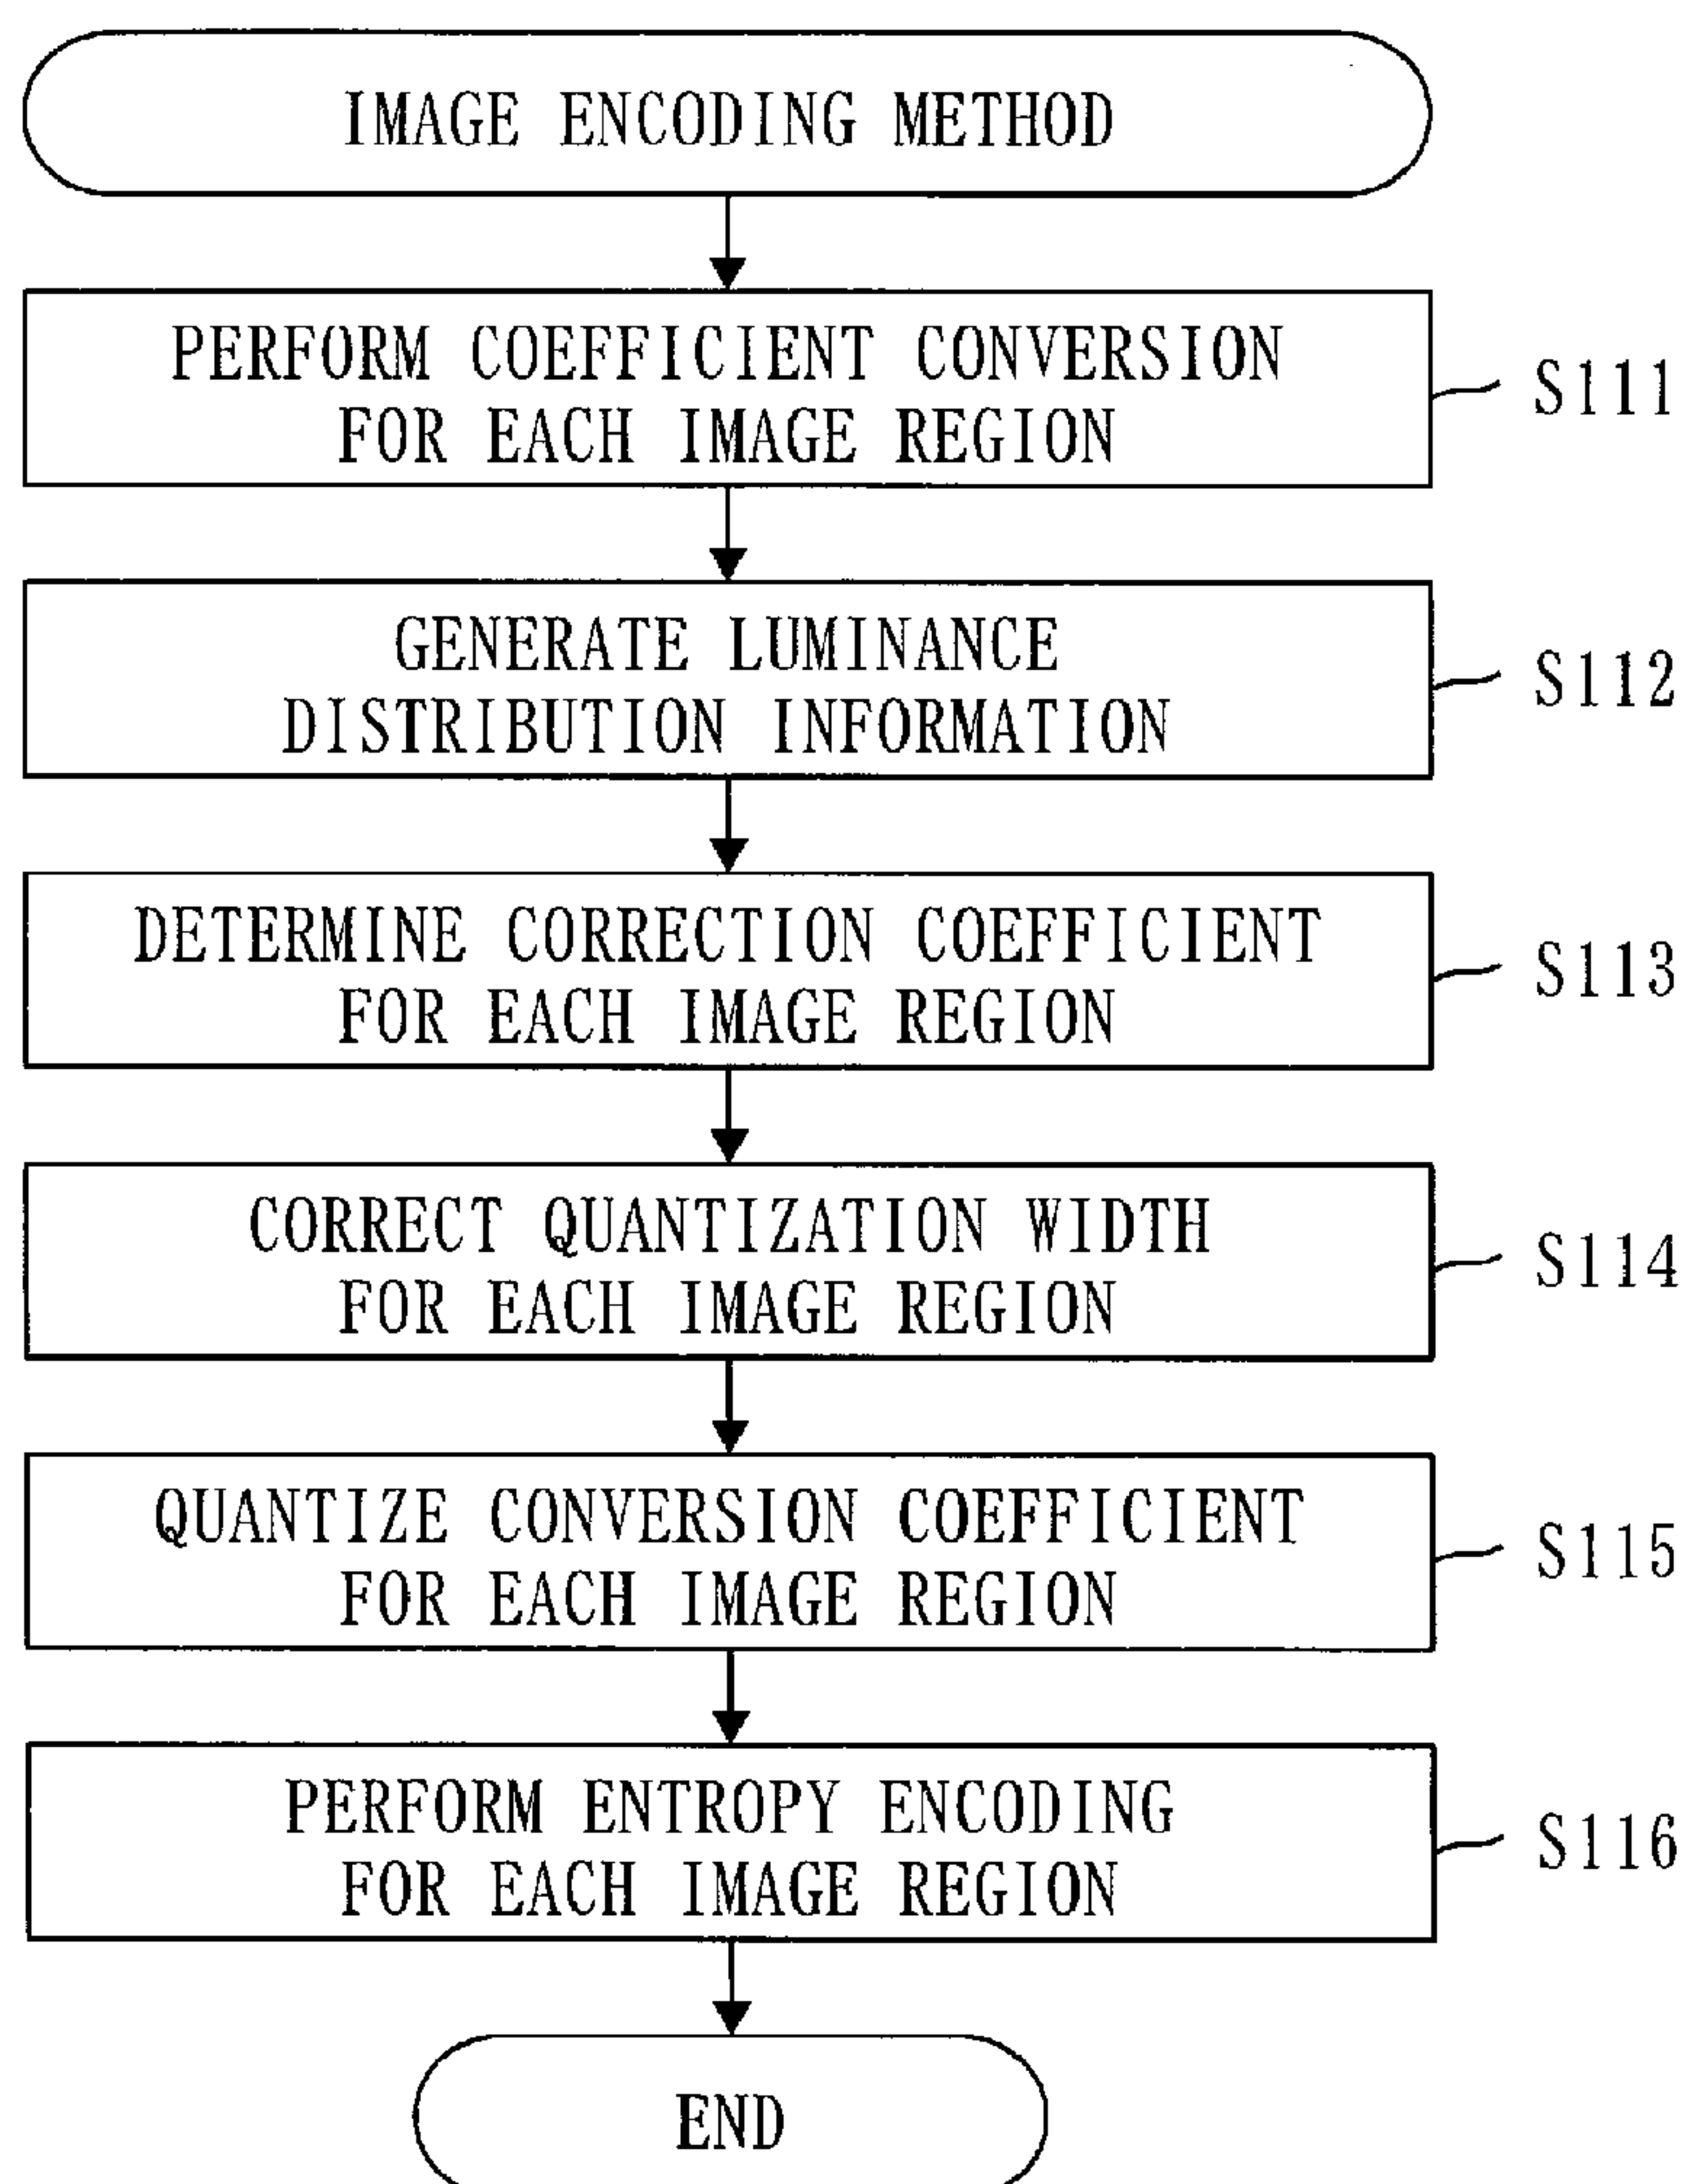 IMAGE ENCODING METHOD
PERFORM COEFFICIENT CONVERSION
FOR EACH IMAGE REGION
S111
GENERATE LUMINANCE
DISTRIBUTION INFORMATION
S112
DETERMINE CORRECTION COEFFICIENT
FOR EACH IMAGE REGION
S113
CORRECT QUANTIZATION WIDTH
FOR EACH IMAGE REGION
S114
QUANTIZE CONVERSION COEFFICIENT
FOR EACH IMAGE REGION
S115
PERFORM ENTROPY ENCODING
FOR EACH IMAGE REGION
S116
END